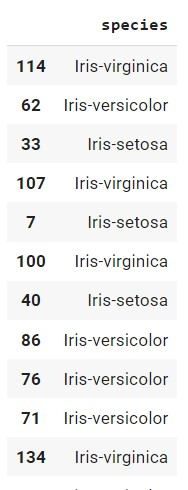 species
114 Iris-virginica
62 Iris-versicolor
33 Iris-setosa
107 Iris-virginica
7 Iris-setosa
100 Iris-virginica
40 Iris-setosa
86 Iris-versicolor
76 Iris-versicolor
71 Iris-versicolor
134 Iris-virginica